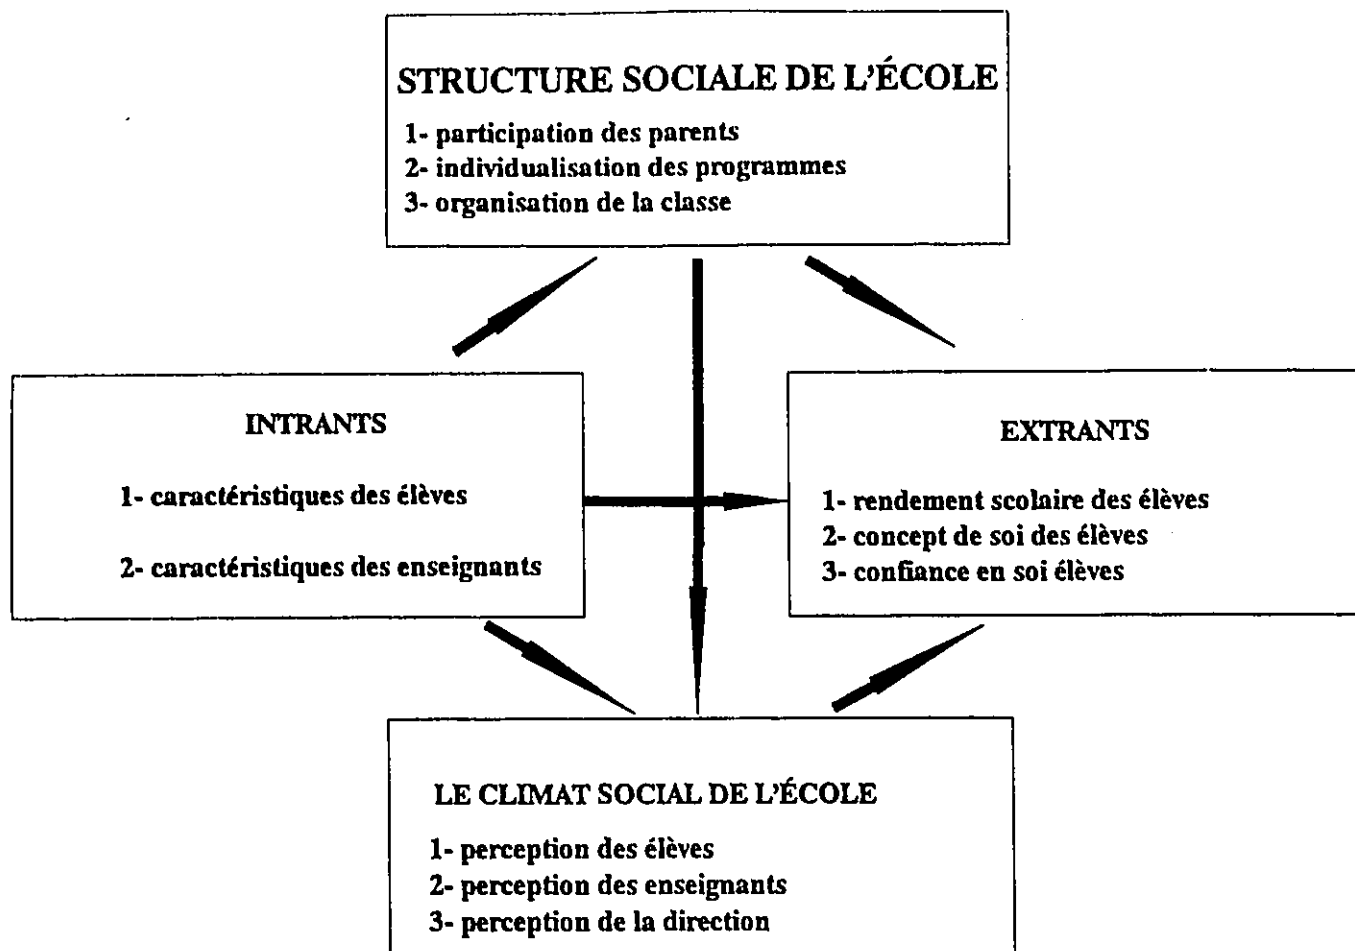 STRUCTURE SOCIALE DE L'ÉCOLE
1- participation des parents
2- individualisation des programmes
3- organisation de la classe
INTRANTS
1- caractéristiques des élèves
2- caractéristiques des enseignants
EXTRANTS
1- rendement scolaire des élèves
2- concept de soi des élèves
3- confiance en soi élèves
LE CLIMAT SOCIAL DE L'ÉCOLE
1- perception des élèves
2- perception des enseignants
3- perception de la direction